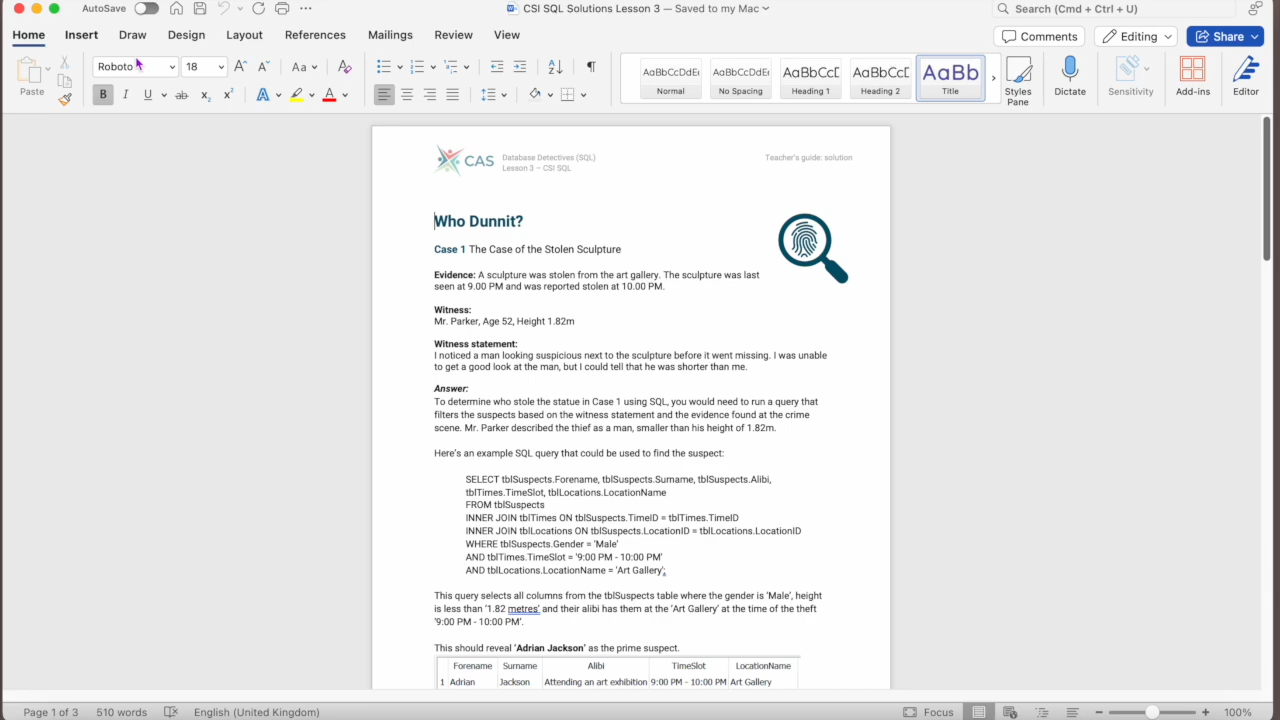 AutoSave
CSI SQL Solutions Lesson 3 — Saved to my Mac
Search (Cmd + Ctrl + U)
Home Insert Draw Design Layout References Mailings Review View
Comments Editing Share
Paste
Roboto 18
AaBbCcDdEe AaBbCcDdEe AaBbCcD AaBbCcD AaBb
Normal No Spacing Heading 1 Heading 2 Title
Styles Pane
Dictate
Sensitivity
Add-ins
Editor
CAS
Database Detectives (SQL)
Lesson 3 – CSI SQL
Teacher's guide: solution
Who Dunnit?
Case 1 The Case of the Stolen Sculpture
Evidence: A sculpture was stolen from the art gallery. The sculpture was last
seen at 9.00 PM and was reported stolen at 10.00 PM.
Witness:
Mr. Parker, Age 52, Height 1.82m
Witness statement:
I noticed a man looking suspicious next to the sculpture before it went missing. I was unable
to get a good look at the man, but I could tell that he was shorter than me.
Answer:
To determine who stole the statue in Case 1 using SQL, you would need to run a query that
filters the suspects based on the witness statement and the evidence found at the crime
scene. Mr. Parker described the thief as a man, smaller than his height of 1.82m.
Here's an example SQL query that could be used to find the suspect:
SELECT tblSuspects.Forename, tblSuspects.Surname, tblSuspects.Alibi,
tblTimes.TimeSlot, tblLocations.LocationName
FROM tblSuspects
INNER JOIN tblTimes ON tblSuspects.TimeID = tblTimes.TimeID
INNER JOIN tblLocations ON tblSuspects.LocationID = tblLocations.LocationID
WHERE tblSuspects.Gender = 'Male'
AND tblTimes.TimeSlot = '9:00 PM - 10:00 PM'
AND tblLocations.LocationName = 'Art Gallery';
This query selects all columns from the tblSuspects table where the gender is 'Male', height
is less than '1.82 metres' and their alibi has them at the 'Art Gallery' at the time of the theft
'9:00 PM - 10:00 PM'.
This should reveal 'Adrian Jackson' as the prime suspect.
Forename Surname Alibi TimeSlot LocationName
1 Adrian Jackson Attending an art exhibition 9:00 PM - 10:00 PM Art Gallery
Page 1 of 3 510 words English (United Kingdom) Focus 100%